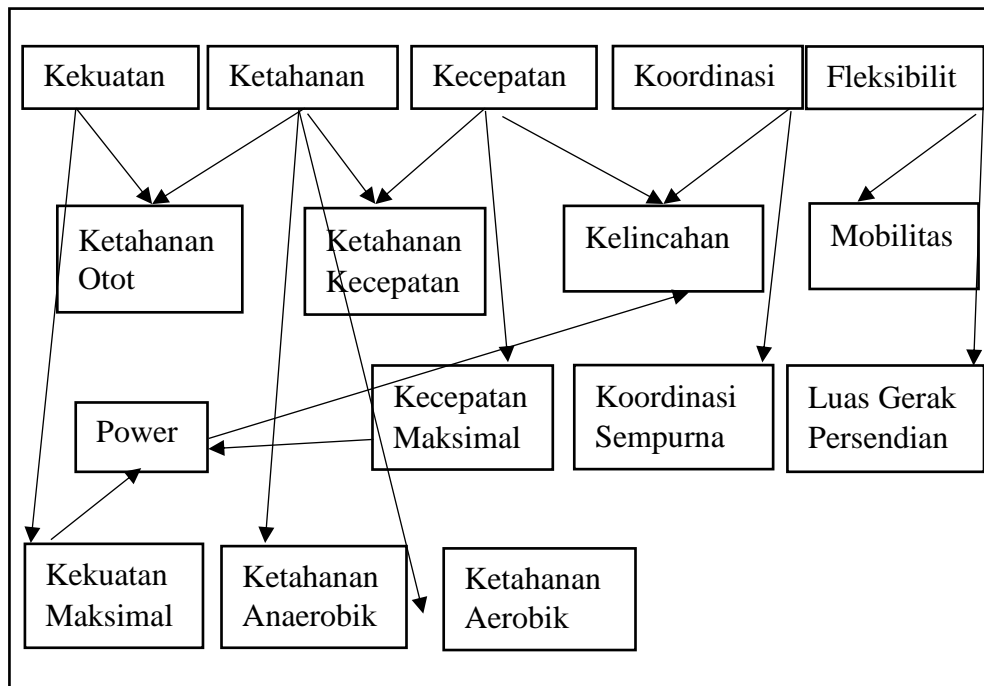 Kekuatan
Ketahanan
Kecepatan
Koordinasi
Fleksibilit
Ketahanan
Otot
Ketahanan
Kecepatan
Kelincahan
Mobilitas
Power
Kecepatan
Maksimal
Koordinasi
Sempurna
Luas Gerak
Persendian
Kekuatan
Maksimal
Ketahanan
Anaerobik
Ketahanan
Aerobik